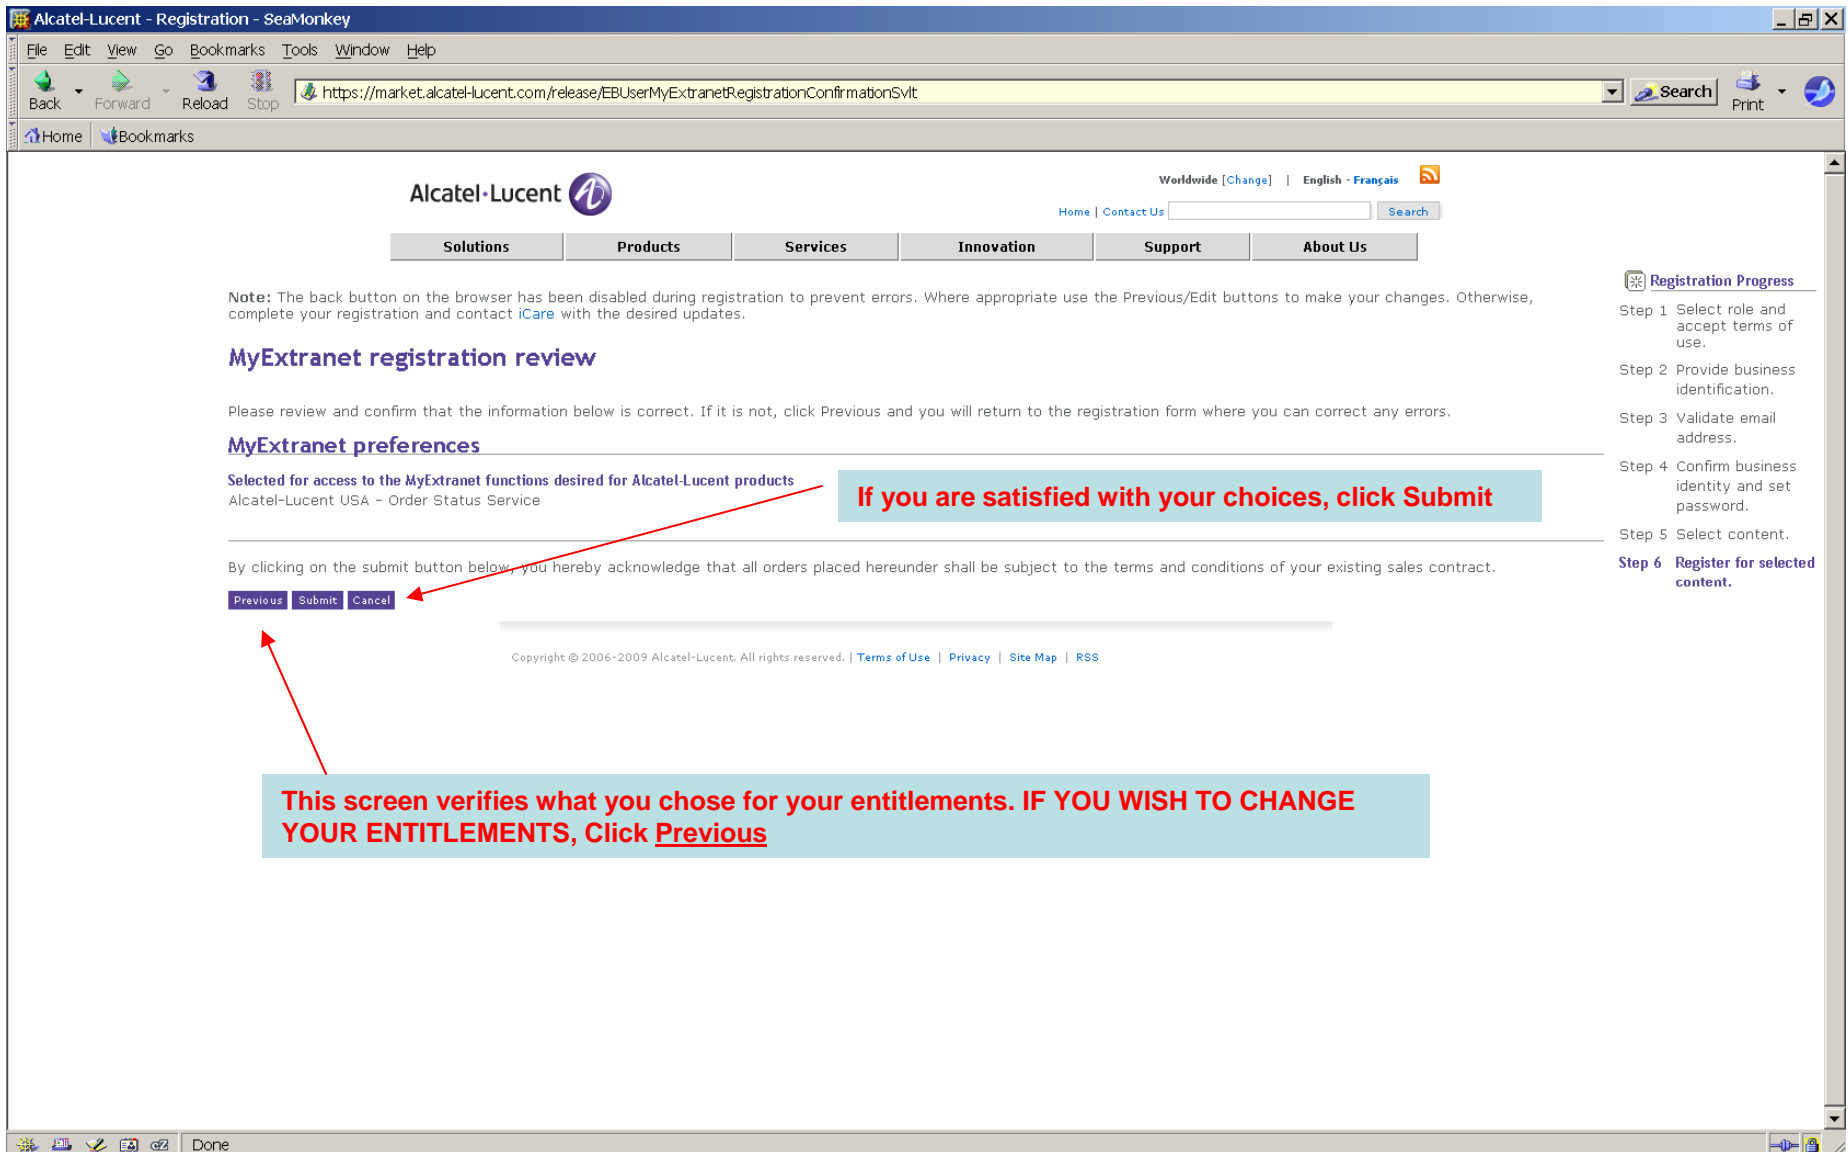 Alcatel-Lucent - Registration - SeaMonkey
File Edit View Go Bookmarks Tools Window Help
Back Forward Reload Stop https://market.alcatel-lucent.com/release/EBUserMyExtranetRegistrationConfirmationSvlt Search Print
Home Bookmarks
Alcatel·Lucent
Worldwide [Change] | English - Français
Home | Contact Us Search
Solutions Products Services Innovation Support About Us
Note: The back button on the browser has been disabled during registration to prevent errors. Where appropriate use the Previous/Edit buttons to make your changes. Otherwise,
complete your registration and contact iCare with the desired updates.
MyExtranet registration review
Please review and confirm that the information below is correct. If it is not, click Previous and you will return to the registration form where you can correct any errors.
MyExtranet preferences
Selected for access to the MyExtranet functions desired for Alcatel-Lucent products
Alcatel-Lucent USA - Order Status Service
If you are satisfied with your choices, click Submit
By clicking on the submit button below, you hereby acknowledge that all orders placed hereunder shall be subject to the terms and conditions of your existing sales contract.
Previous Submit Cancel
Copyright © 2006-2009 Alcatel-Lucent. All rights reserved. | Terms of Use | Privacy | Site Map | RSS
This screen verifies what you chose for your entitlements. IF YOU WISH TO CHANGE
YOUR ENTITLEMENTS, Click Previous
Registration Progress
Step 1 Select role and
accept terms of
use.
Step 2 Provide business
identification.
Step 3 Validate email
address.
Step 4 Confirm business
identity and set
password.
Step 5 Select content.
Step 6 Register for selected
content.
Done